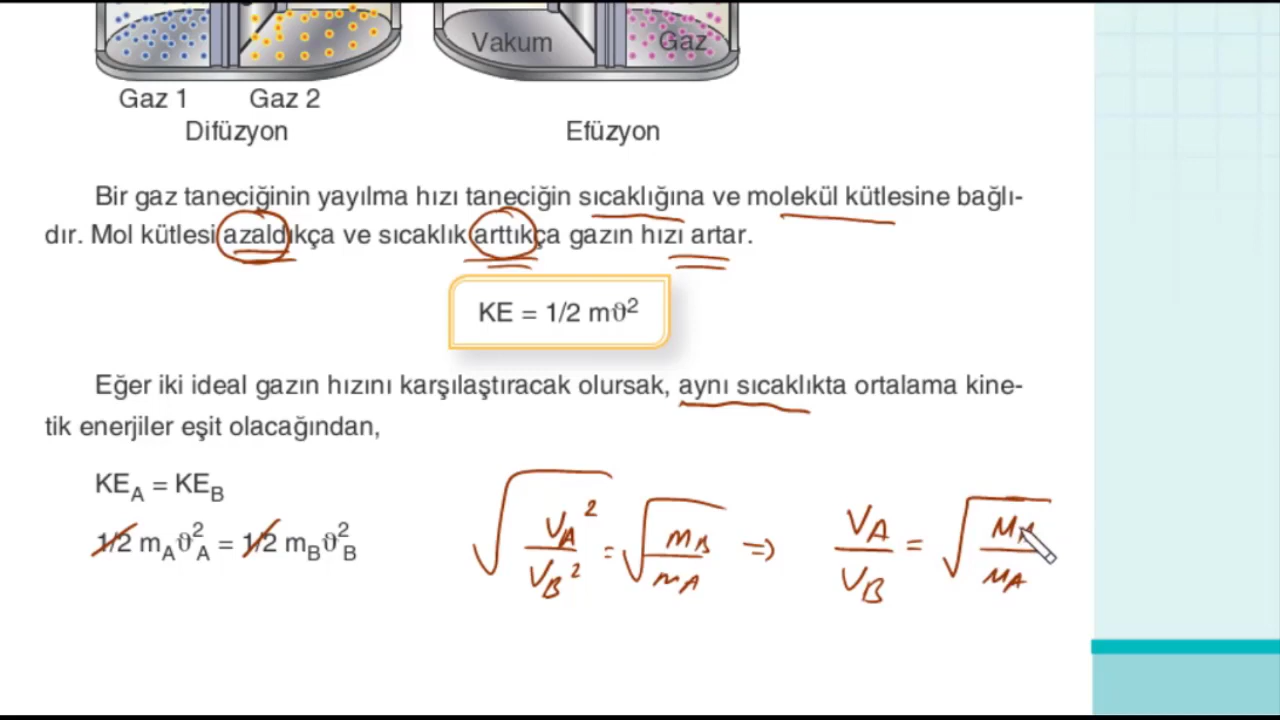 Vakum Gaz
Gaz 1 Gaz 2
Difüzyon Efüzyon
Bir gaz taneciğinin yayılma hızı taneciğin sıcaklığına ve molekül kütlesine bağlı-
dır. Mol kütlesi azaldıkça ve sıcaklık arttıkça gazın hızı artar.
KE = 1/2 mϑ²
Eğer iki ideal gazın hızını karşılaştıracak olursak, aynı sıcaklıkta ortalama kine-
tik enerjiler eşit olacağından,
KE_A = KE_B
1/2 m_Aϑ²_A = 1/2 m_Bϑ²_B √(V_A²/V_B²) = √(m_B/m_A) ⇒ V_A/V_B = √(M/M_A)